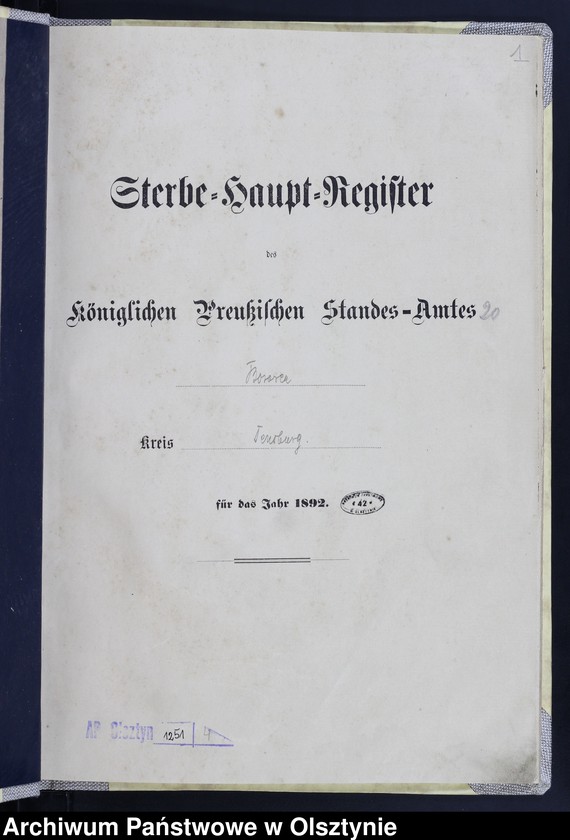 1
Sterbe-Haupt-Register
des
Königlichen Preußischen Standes-Amtes 20
Kreis
für das Jahr 1892.
42
AP Olsztyn 1251
Archiwum Państwowe w Olsztynie